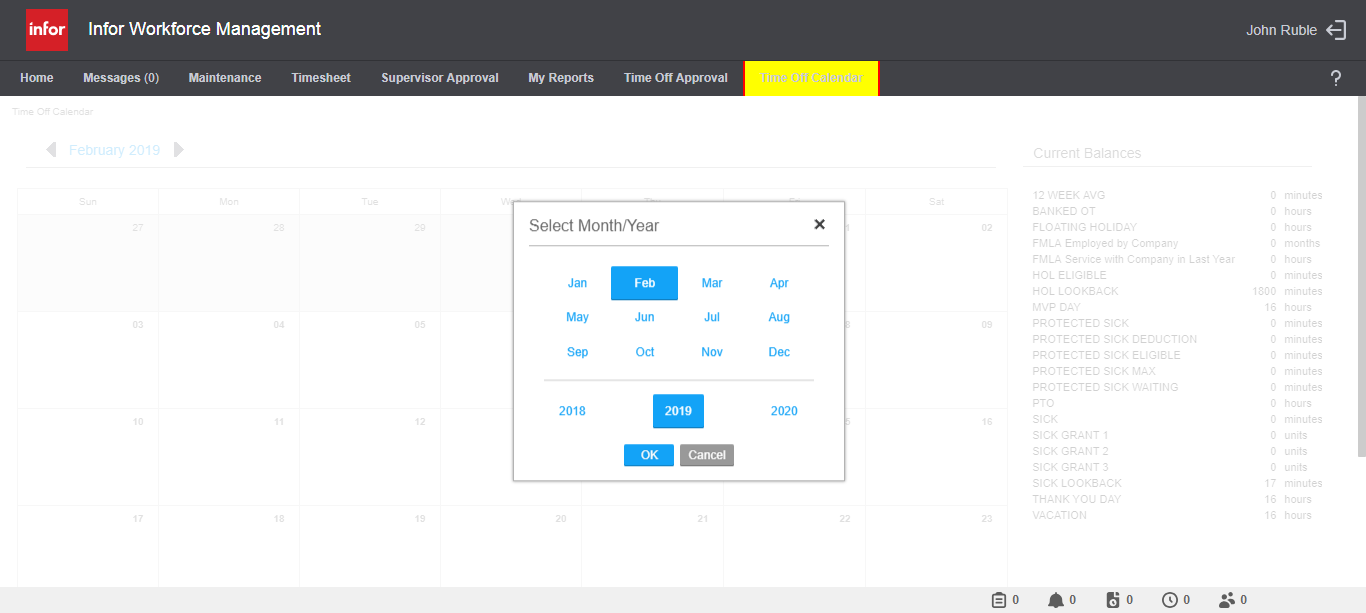 infor Infor Workforce Management John Ruble
Home Messages (0) Maintenance Timesheet Supervisor Approval My Reports Time Off Approval Time Off Calendar ?
Time Off Calendar
February 2019
Sun Mon Tue Wed Thu Fri Sat
27 28 29 1 02
03 04 05 8 09
10 11 12 5 16
17 18 19 20 21 22 23
Select Month/Year
Jan Feb Mar Apr
May Jun Jul Aug
Sep Oct Nov Dec
2018 2019 2020
OK Cancel
Current Balances
12 WEEK AVG 0 minutes
BANKED OT 0 hours
FLOATING HOLIDAY 0 hours
FMLA Employed by Company 0 months
FMLA Service with Company in Last Year 0 hours
HOL ELIGIBLE 0 minutes
HOL LOOKBACK 1800 minutes
MVP DAY 16 hours
PROTECTED SICK 0 minutes
PROTECTED SICK DEDUCTION 0 minutes
PROTECTED SICK ELIGIBLE 0 minutes
PROTECTED SICK MAX 0 minutes
PROTECTED SICK WAITING 0 minutes
PTO 0 hours
SICK 0 minutes
SICK GRANT 1 0 units
SICK GRANT 2 0 units
SICK GRANT 3 0 units
SICK LOOKBACK 17 minutes
THANK YOU DAY 16 hours
VACATION 16 hours
0 0 0 0 0